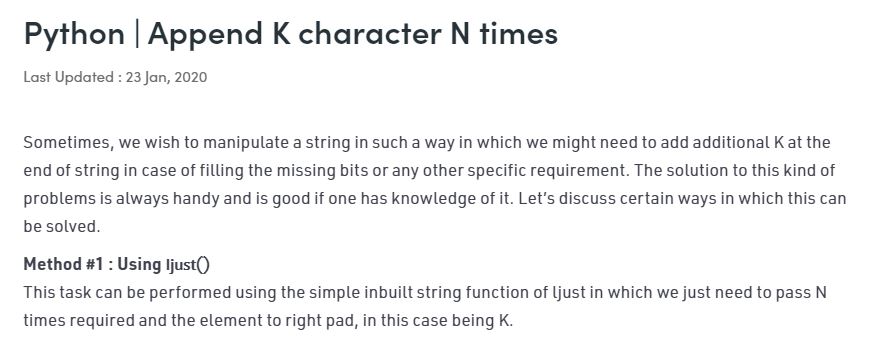 Python | Append K character N times
Last Updated : 23 Jan, 2020
Sometimes, we wish to manipulate a string in such a way in which we might need to add additional K at the
end of string in case of filling the missing bits or any other specific requirement. The solution to this kind of
problems is always handy and is good if one has knowledge of it. Let’s discuss certain ways in which this can
be solved.
Method #1 : Using ljust()
This task can be performed using the simple inbuilt string function of ljust in which we just need to pass N
times required and the element to right pad, in this case being K.